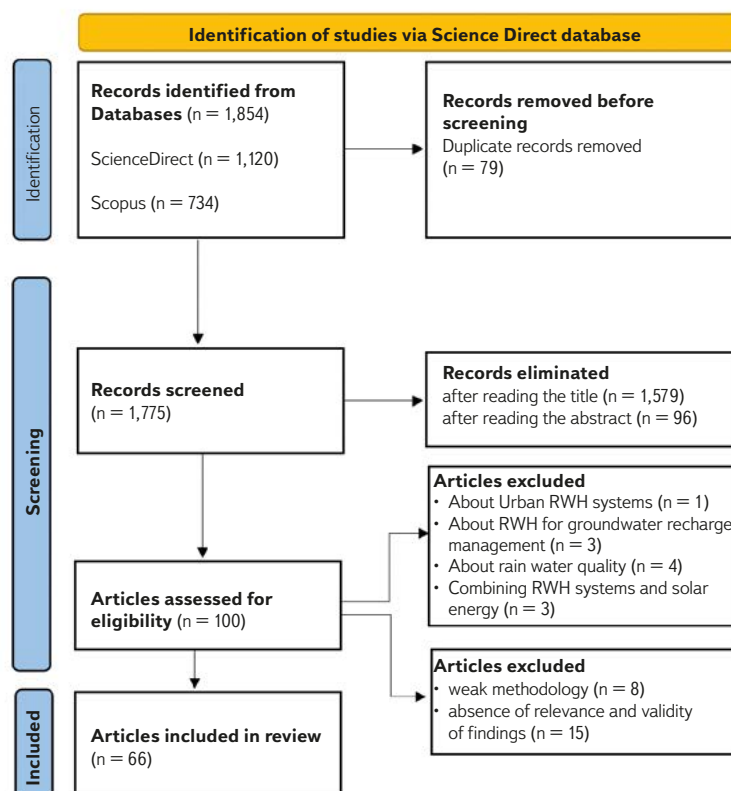 Identification of studies via Science Direct database
Identification
Records identified from
Databases (n = 1,854)
ScienceDirect (n = 1,120)
Scopus (n = 734)
Records removed before
screening
Duplicate records removed
(n = 79)
Screening
Records screened
(n = 1,775)
Records eliminated
after reading the title (n = 1,579)
after reading the abstract (n = 96)
Articles assessed for
eligibility (n = 100)
Articles excluded
• About Urban RWH systems (n = 1)
• About RWH for groundwater recharge
management (n = 3)
• About rain water quality (n = 4)
• Combining RWH systems and solar
energy (n = 3)
Articles excluded
• weak methodology (n = 8)
• absence of relevance and validity
of findings (n = 15)
Included
Articles included in review
(n = 66)